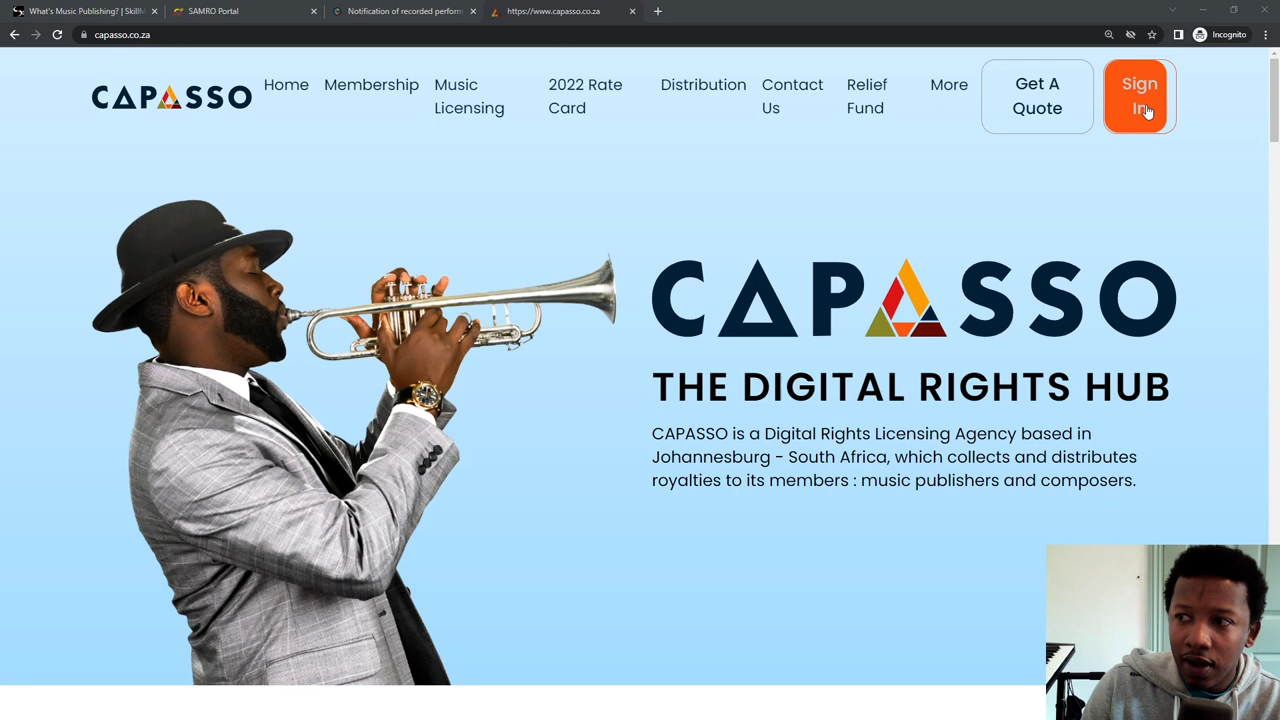 What's Music Publishing? | SkillM
SAMRO Portal
Notification of recorded perform
https://www.capasso.co.za
capasso.co.za
Incognito
CAPASSO
Home
Membership
Music
Licensing
2022 Rate
Card
Distribution
Contact
Us
Relief
Fund
More
Get A
Quote
Sign
In
CAPASSO
THE DIGITAL RIGHTS HUB
CAPASSO is a Digital Rights Licensing Agency based in
Johannesburg - South Africa, which collects and distributes
royalties to its members : music publishers and composers.